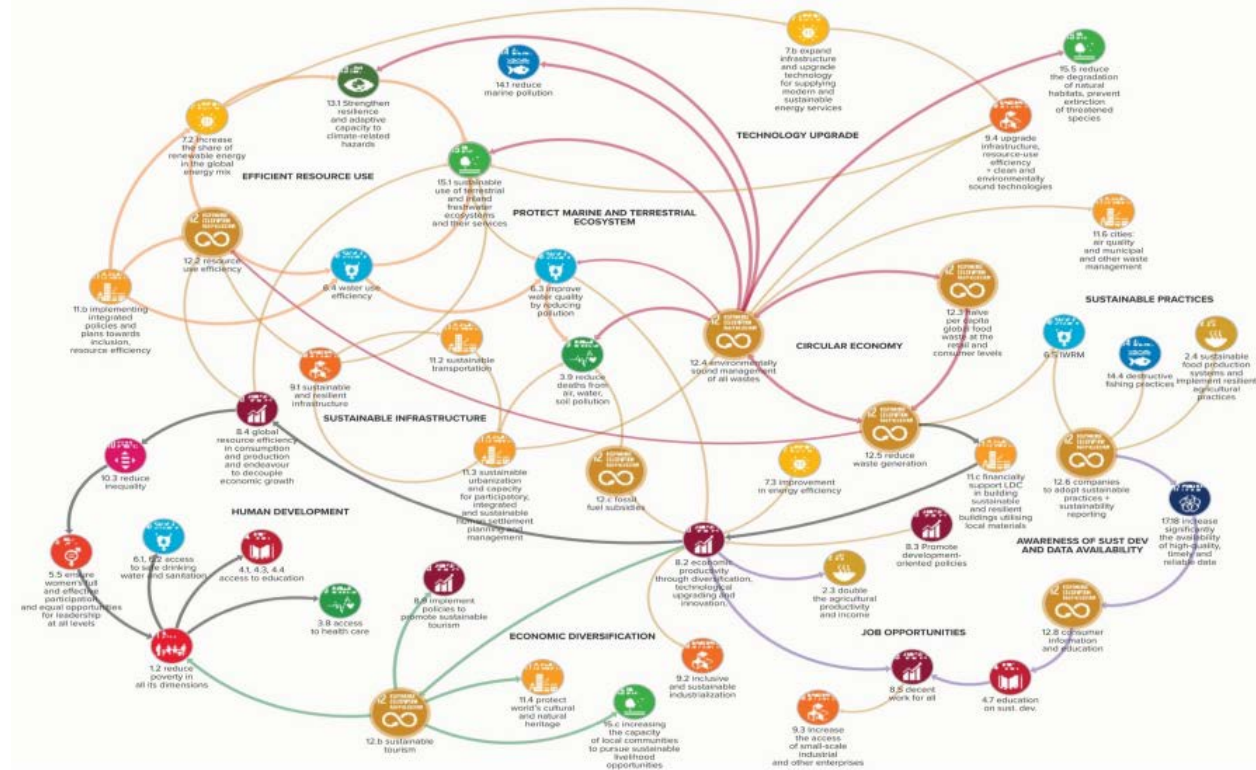 7.b expand
infrastructure
and upgrade
technology
for supplying
modern and
sustainable
energy services
15.5 reduce
the degradation
of natural
habitats, prevent
extinction
of threatened
species
14.1 reduce
marine pollution
13.1 Strengthen
resilience
and adaptive
capacity to
climate-related
hazards
7.2 increase
the share of
renewable energy
in the global
energy mix
TECHNOLOGY UPGRADE
9.4 upgrade
infrastructure,
resource-use
efficiency
+ clean and
environmentally
sound technologies
EFFICIENT RESOURCE USE
15.1 sustainable
use of terrestrial
and inland
freshwater
ecosystems
and their services
PROTECT MARINE AND TERRESTRIAL
ECOSYSTEM
11.6 cities:
air quality
and municipal
and other waste
management
12.2 resource
use efficiency
6.4 water use
efficiency
6.3 improve
water quality
by reducing
pollution
11.b implementing
integrated
policies and
plans towards
inclusion,
resource efficiency
12.3 halve
per capita
global food
waste at the
retail and
consumer levels
SUSTAINABLE PRACTICES
11.2 sustainable
transportation
12.4 environmentally
sound management
of all wastes
CIRCULAR ECONOMY
6.5 IWRM
14.4 destructive
fishing practices
2.4 sustainable
food production
systems and
implement resilient
agricultural
practices
9.1 sustainable
and resilient
infrastructure
3.9 reduce
deaths from
air, water,
soil pollution
SUSTAINABLE INFRASTRUCTURE
8.4 global
resource efficiency
in consumption
and production
and endeavour
to decouple
economic growth
12.5 reduce
waste generation
10.3 reduce
inequality
11.3 sustainable
urbanization
and capacity
for participatory,
integrated
and sustainable
human settlement
planning and
management
12.c fossil
fuel subsidies
7.3 improvement
in energy efficiency
11.c financially
support LDC
in building
sustainable
and resilient
buildings utilising
local materials
12.6 companies
to adopt sustainable
practices +
sustainability
reporting
17.18 increase
significantly
the availability
of high-quality,
timely and
reliable data
HUMAN DEVELOPMENT
AWARENESS OF SUST DEV
AND DATA AVAILABILITY
8.3 Promote
development-
oriented policies
5.5 ensure
women's full
and effective
participation
and equal opportunities
for leadership
at all levels
6.1, 6.2 access
to safe drinking
water and sanitation
4.1, 4.3, 4.4
access to education
8.2 economic
productivity
through diversification,
technological
upgrading and
innovation.
2.3 double
the agricultural
productivity
and income
8.9 implement
policies to
promote sustainable
tourism
3.8 access
to health care
12.8 consumer
information
and education
ECONOMIC DIVERSIFICATION
JOB OPPORTUNITIES
1.2 reduce
poverty in
all its dimensions
9.2 inclusive
and sustainable
industrialization
8.5 decent
work for all
4.7 education
on sust. dev.
11.4 protect
world's cultural
and natural
heritage
12.b sustainable
tourism
15.c increasing
the capacity
of local communities
to pursue sustainable
livelihood
opportunities
9.3 increase
the access
of small-scale
industrial
and other enterprises